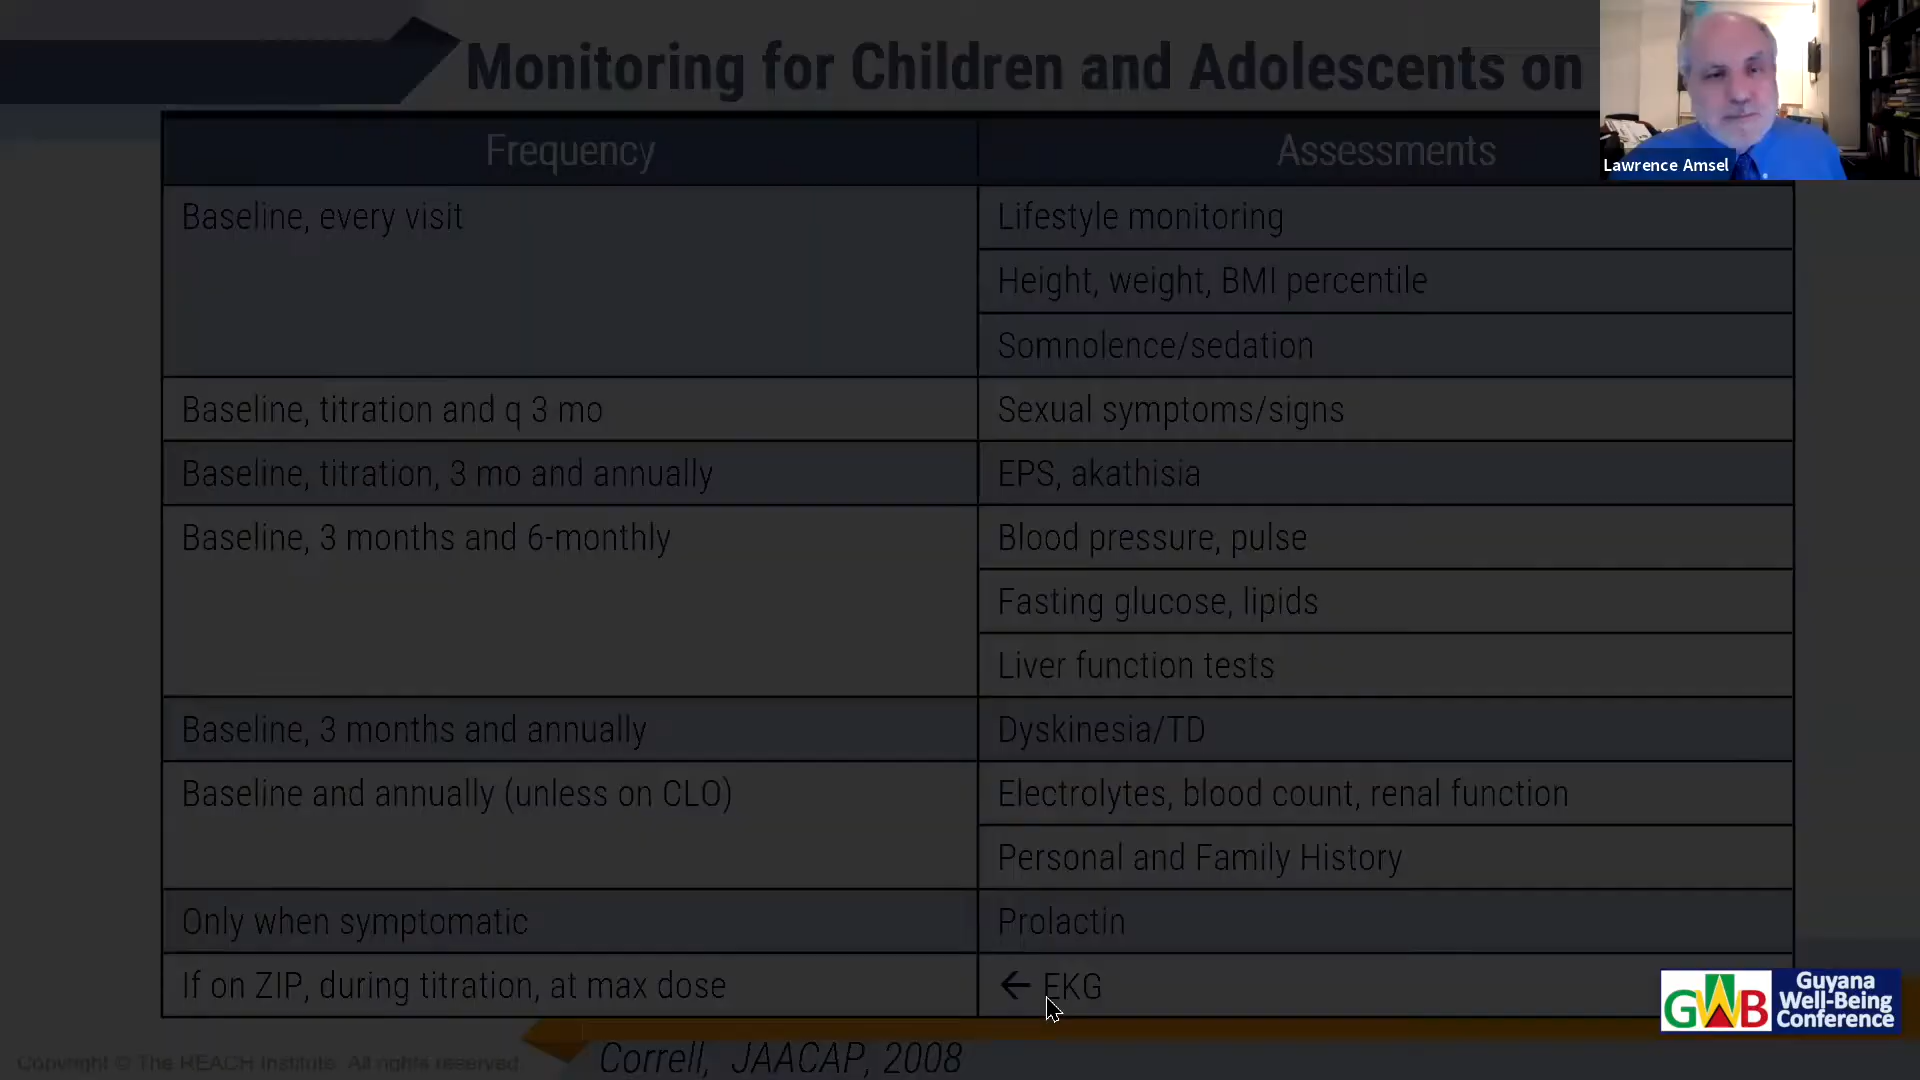 Monitoring for Children and Adolescents on
Lawrence Amsel
Frequency Assessments
Baseline, every visit Lifestyle monitoring
Height, weight, BMI percentile
Somnolence/sedation
Baseline, titration and q 3 mo Sexual symptoms/signs
Baseline, titration, 3 mo and annually EPS, akathisia
Baseline, 3 months and 6-monthly Blood pressure, pulse
Fasting glucose, lipids
Liver function tests
Baseline, 3 months and annually Dyskinesia/TD
Baseline and annually (unless on CLO) Electrolytes, blood count, renal function
Personal and Family History
Only when symptomatic Prolactin
If on ZIP, during titration, at max dose ← EKG
GWB
Guyana
Well-Being
Conference
Copyright © The REACH Institute. All rights reserved.
Correll, JAACAP, 2008